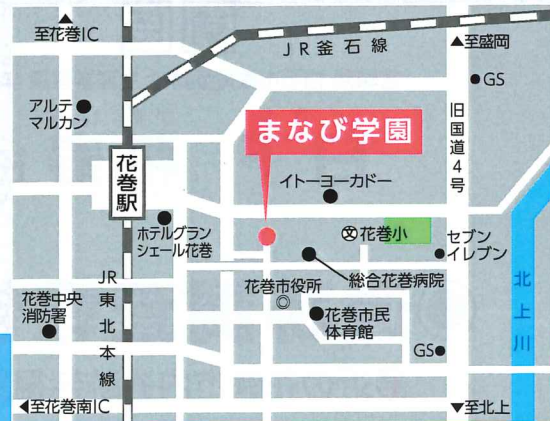 ▲
至花巻IC
JR釜石線
▲至盛岡
GS
アルテ
マルカン
旧国道4号
まなび学園
花巻駅
イトーヨーカドー
ホテルグラン
シェール花巻
文花巻小
セブン
イレブン
総合花巻病院
花巻市役所
JR東北本線
花巻中央
消防署
北上川
花巻市民
体育館
GS
◀至花巻南IC
▼至北上